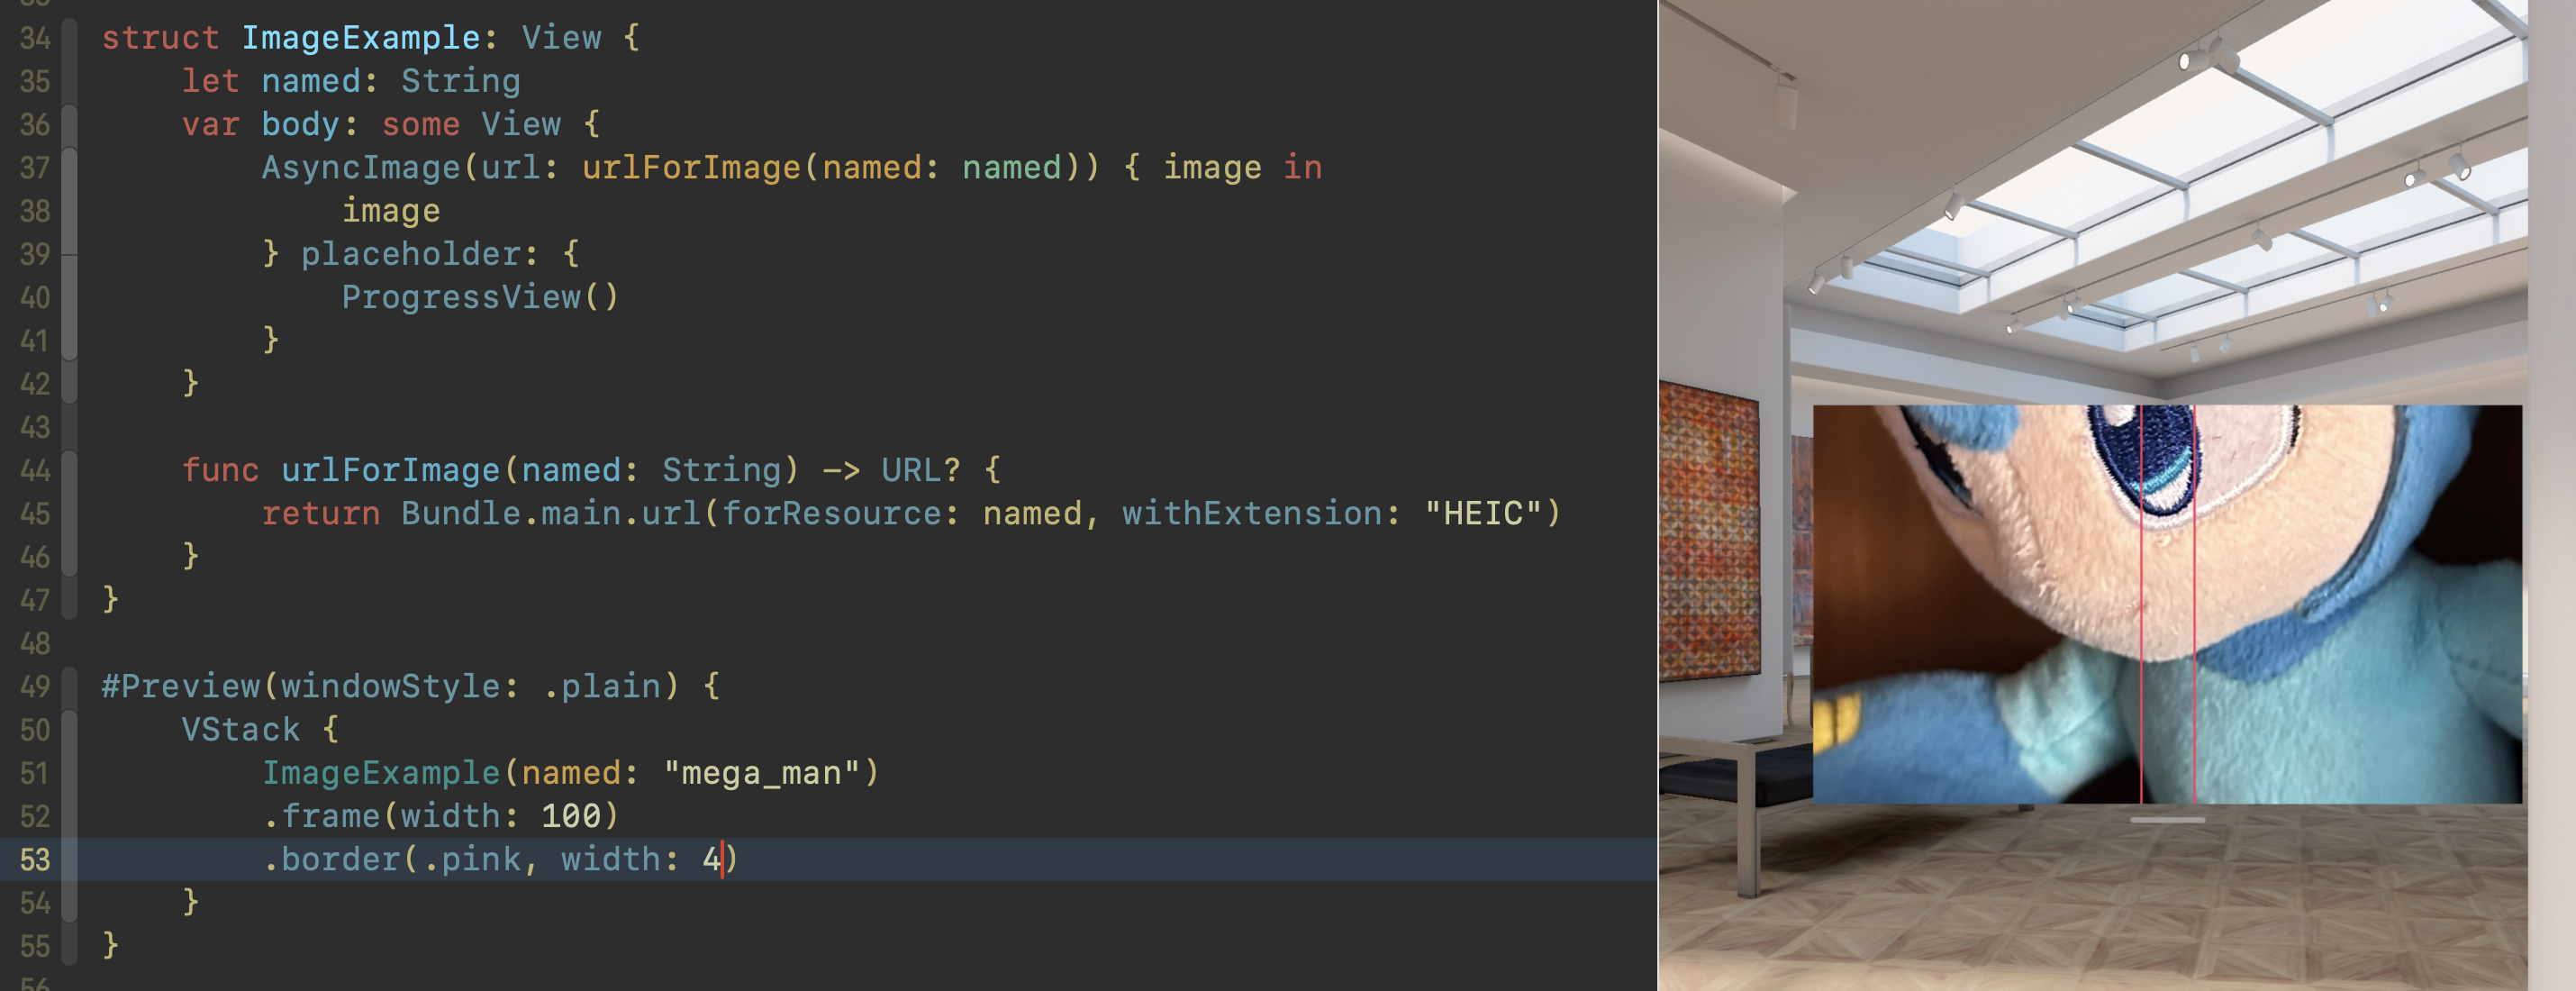 34 struct ImageExample: View {
35 let named: String
36 var body: some View {
37 AsyncImage(url: urlForImage(named: named)) { image in
38 image
39 } placeholder: {
40 ProgressView()
41 }
42 }
43
44 func urlForImage(named: String) -> URL? {
45 return Bundle.main.url(forResource: named, withExtension: "HEIC")
46 }
47 }
48
49 #Preview(windowStyle: .plain) {
50 VStack {
51 ImageExample(named: "mega_man")
52 .frame(width: 100)
53 .border(.pink, width: 4)
54 }
55 }
56